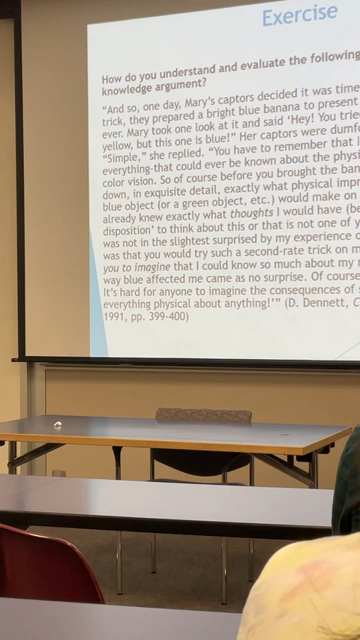 Exercise
How do you understand and evaluate the following
knowledge argument?
"And so, one day, Mary's captors decided it was time
trick, they prepared a bright blue banana to present
ever. Mary took one look at it and said 'Hey! You trie
yellow, but this one is blue!" Her captors were dumf
"Simple," she replied. "You have to remember that I
everything-that could ever be known about the physi
color vision. So of course before you brought the ban
down, in exquisite detail, exactly what physical impr
blue object (or a green object, etc.) would make on
already knew exactly what thoughts I would have (be
disposition' to think about this or that is not one of y
was not in the slightest surprised by my experience o
was that you would try such a second-rate trick on m
you to imagine that I could know so much about my r
way blue affected me came as no surprise. Of course
It's hard for anyone to imagine the consequences of s
everything physical about anything!'" (D. Dennett, C
1991, pp. 399-400)